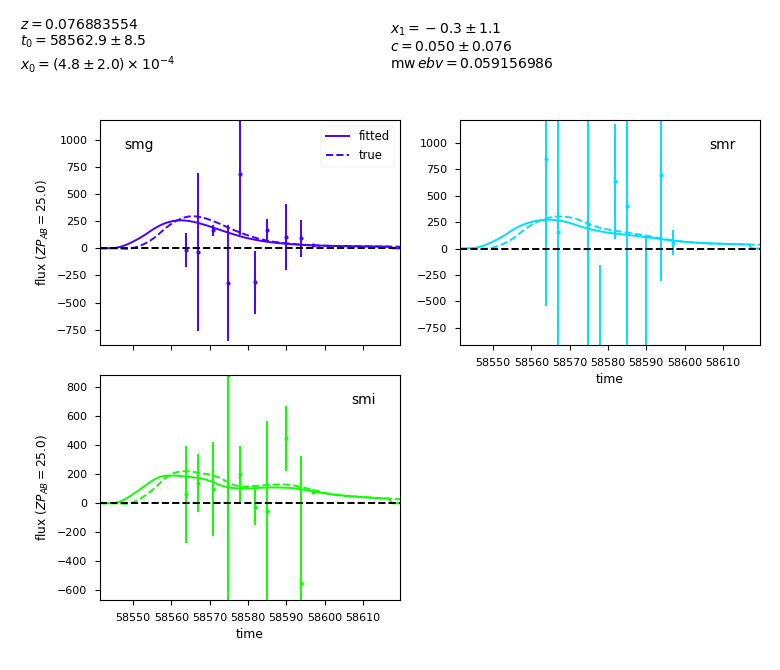 z = 0.076883554
t0 = 58562.9 ± 8.5
x0 = (4.8 ± 2.0) × 10^−4
x1 = − 0.3 ± 1.1
c = 0.050 ± 0.076
mw ebv = 0.059156986
smg
fitted
true
1000
750
500
250
0
−250
−500
−750
flux (ZP_AB = 25.0)
smr
1000
750
500
250
0
−250
−500
−750
58550 58560 58570 58580 58590 58600 58610
time
smi
800
600
400
200
0
−200
−400
−600
flux (ZP_AB = 25.0)
58550 58560 58570 58580 58590 58600 58610
time